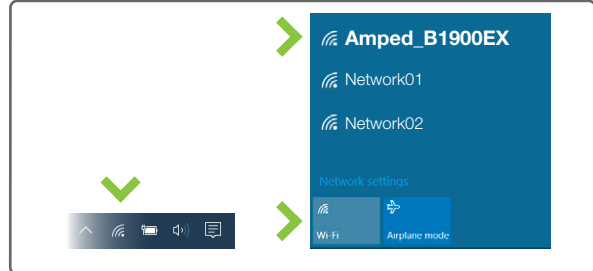 Amped_B1900EX
Network01
Network02
Network settings
Wi-Fi
Airplane mode